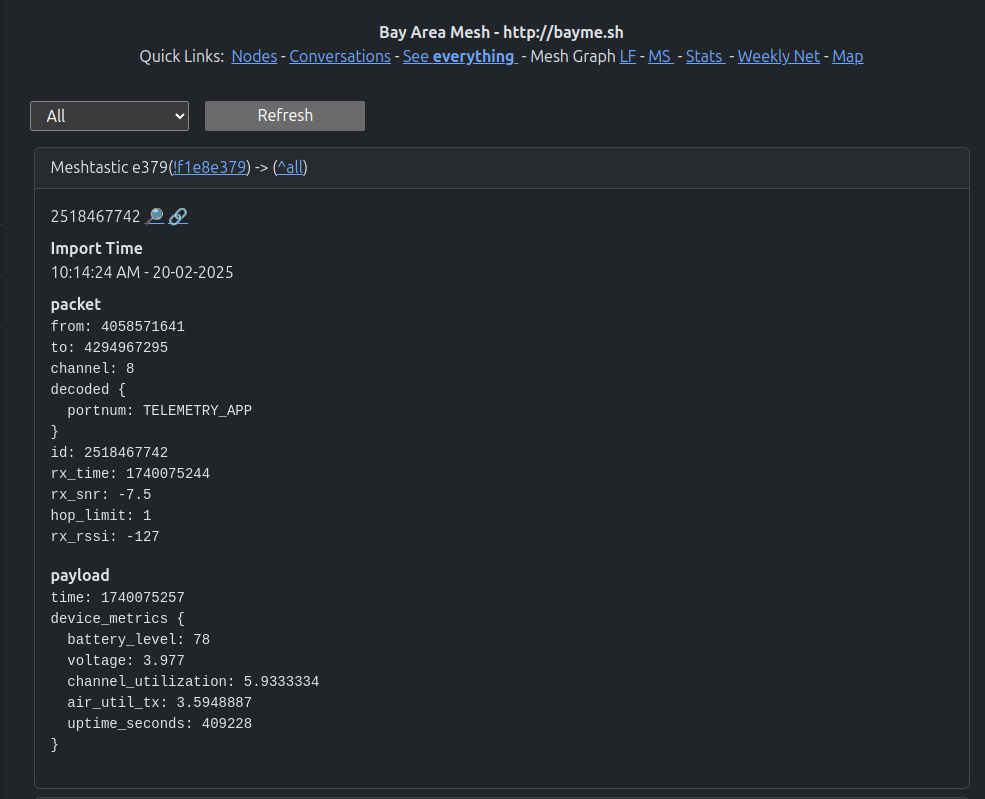 Bay Area Mesh - http://bayme.sh
Quick Links: Nodes - Conversations - See everything - Mesh Graph LF - MS - Stats - Weekly Net - Map
All
Refresh
Meshtastic e379(!f1e8e379) -> (^all)
2518467742 🔎 🔗
Import Time
10:14:24 AM - 20-02-2025
packet
from: 4058571641
to: 4294967295
channel: 8
decoded {
  portnum: TELEMETRY_APP
}
id: 2518467742
rx_time: 1740075244
rx_snr: -7.5
hop_limit: 1
rx_rssi: -127
payload
time: 1740075257
device_metrics {
  battery_level: 78
  voltage: 3.977
  channel_utilization: 5.9333334
  air_util_tx: 3.5948887
  uptime_seconds: 409228
}